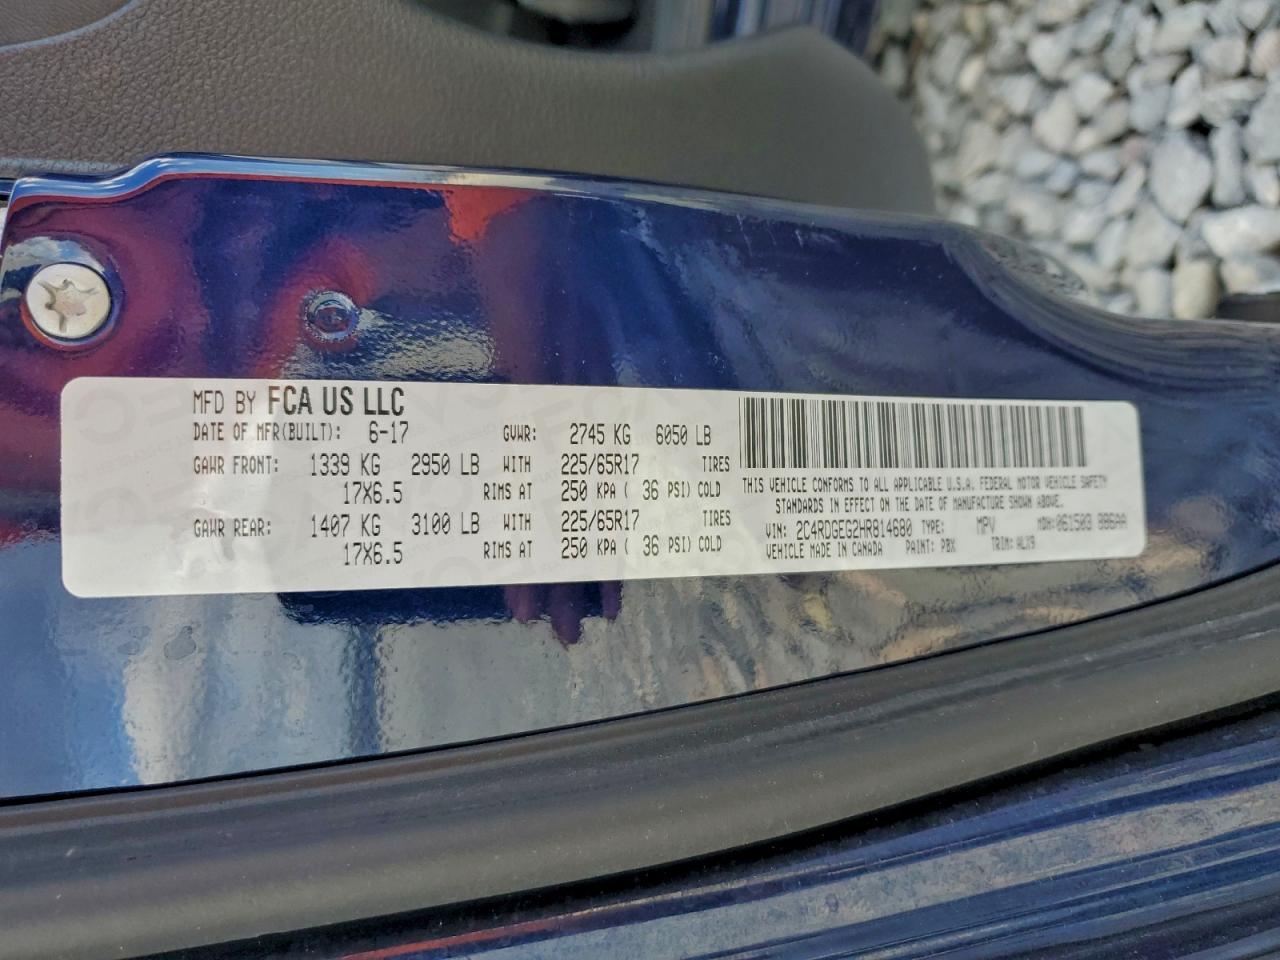 MFD BY FCA US LLC
DATE OF MFR(BUILT): 6-17 GVWR: 2745 KG 6050 LB
GAWR FRONT: 1339 KG 2950 LB WITH 225/65R17 TIRES
17X6.5 RIMS AT 250 KPA ( 36 PSI) COLD
GAWR REAR: 1407 KG 3100 LB WITH 225/65R17 TIRES
17X6.5 RIMS AT 250 KPA ( 36 PSI) COLD
THIS VEHICLE CONFORMS TO ALL APPLICABLE U.S.A. FEDERAL MOTOR VEHICLE SAFETY
STANDARDS IN EFFECT ON THE DATE OF MANUFACTURE SHOWN ABOVE.
VIN: 2C4RDGEG2HR814680 TYPE: MPV MDH: 061503
VEHICLE MADE IN CANADA PAINT: PBX TRIM: ALX9